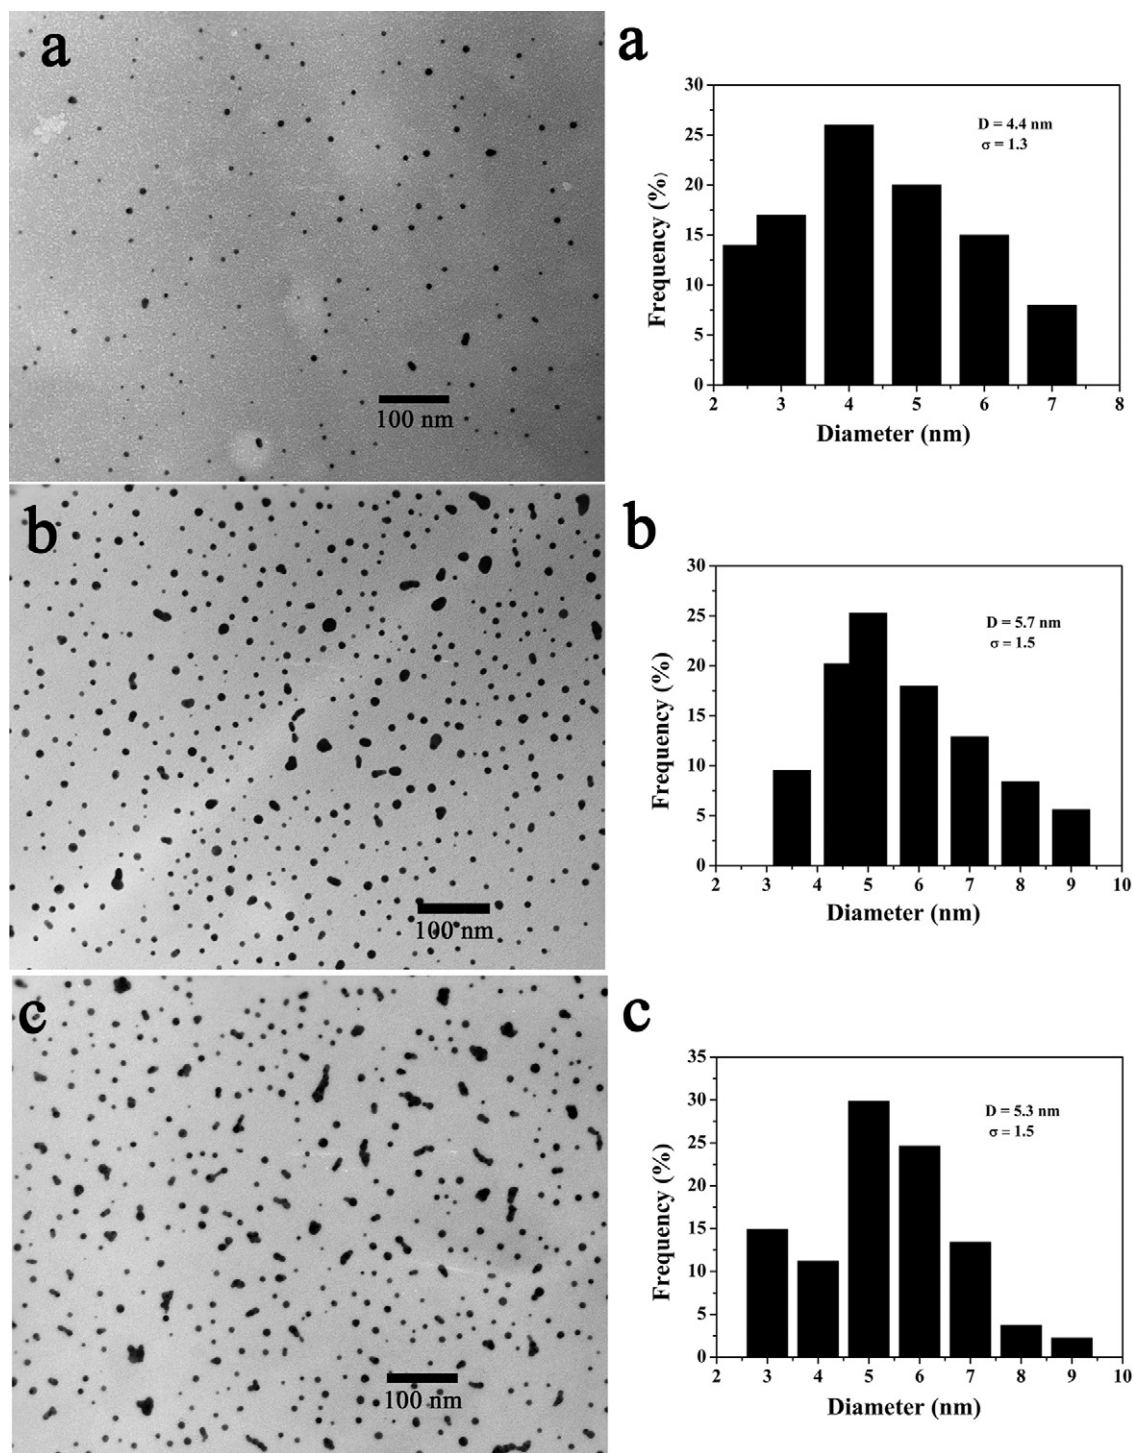 a
100 nm
a
30
25
20
15
10
5
0
Frequency (%)
D = 4.4 nm
σ = 1.3
2 3 4 5 6 7 8
Diameter (nm)
b
100 nm
b
30
25
20
15
10
5
0
Frequency (%)
D = 5.7 nm
σ = 1.5
2 3 4 5 6 7 8 9 10
Diameter (nm)
c
100 nm
c
35
30
25
20
15
10
5
0
Frequency (%)
D = 5.3 nm
σ = 1.5
2 3 4 5 6 7 8 9 10
Diameter (nm)